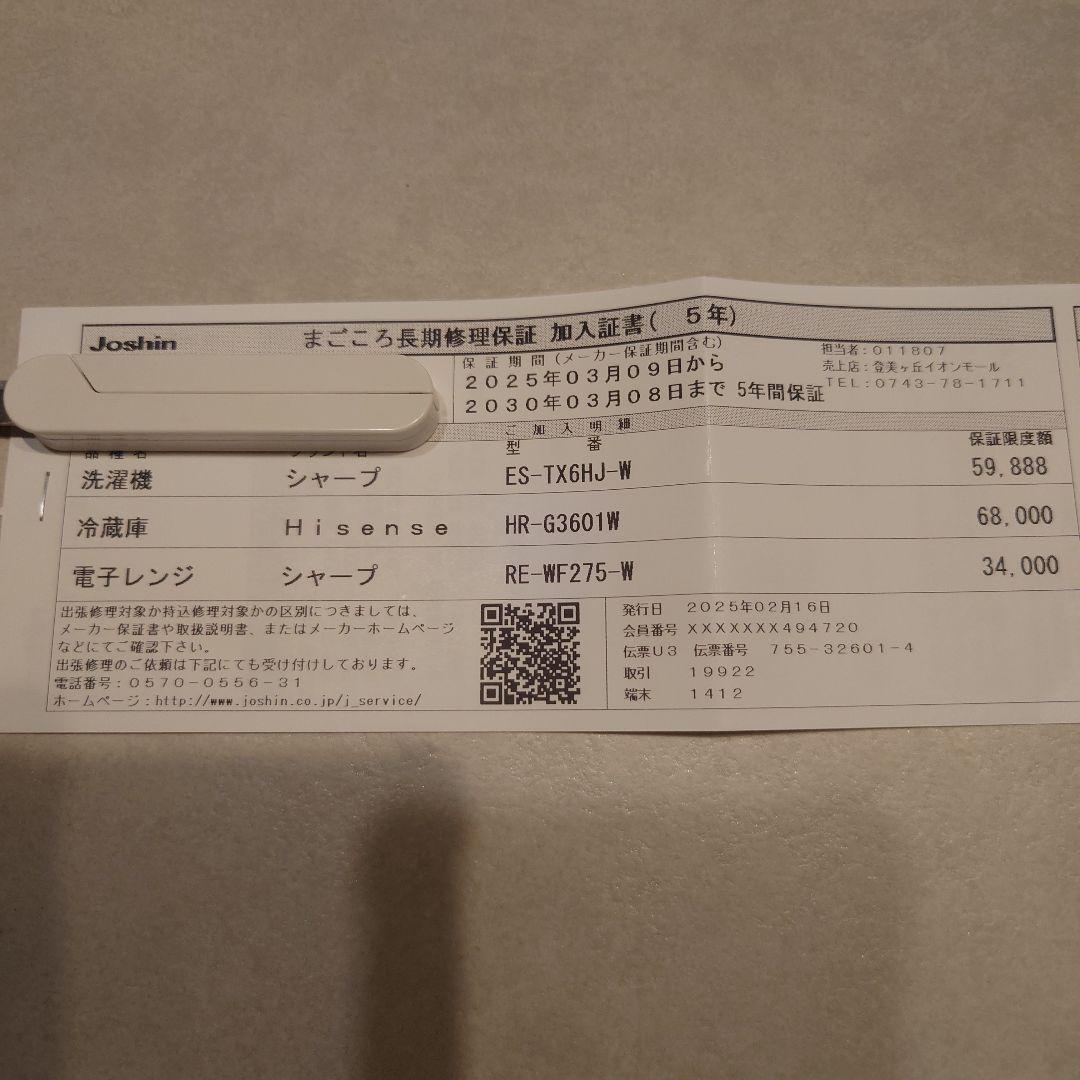 Joshin
まごころ長期修理保証 加入証書( 5年)
保証期間(メーカー保証期間含む)
2025年03月09日から
2030年03月08日まで 5年間保証
担当者:011807
売上店:登美ヶ丘イオンモール
TEL:0743-78-1711
ご加入明細
型番 保証限度額
洗濯機 シャープ ES-TX6HJ-W 59,888
冷蔵庫 Hisense HR-G3601W 68,000
電子レンジ シャープ RE-WF275-W 34,000
出張修理対象か持込修理対象かの区別につきましては、
メーカー保証書や取扱説明書、またはメーカーホームページ
などにてご確認下さい。
出張修理のご依頼は下記にても受け付けしております。
電話番号:0570-0556-31
ホームページ:http://www.joshin.co.jp/j_service/
発行日 2025年02月16日
会員番号 XXXXXXX494720
伝票U3 伝票番号 755-32601-4
取引 19922
端末 1412